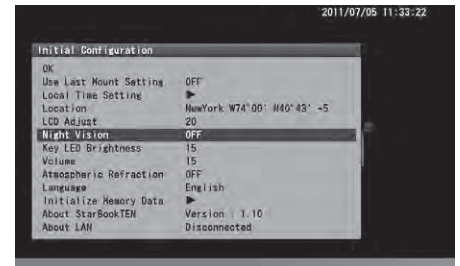 2011/07/05 11:33:22
Initial Configuration
OK
Use Last Mount Setting OFF
Local Time Setting ▶
Location NewYork W74°00' N40°43' -5
LCD Adjust 20
Night Vision OFF
Key LED Brightness 15
Volume 15
Atmospheric Refraction OFF
Language English
Initialize Memory Data ▶
About StarBookTEN Version : 1.10
About LAN Disconnected